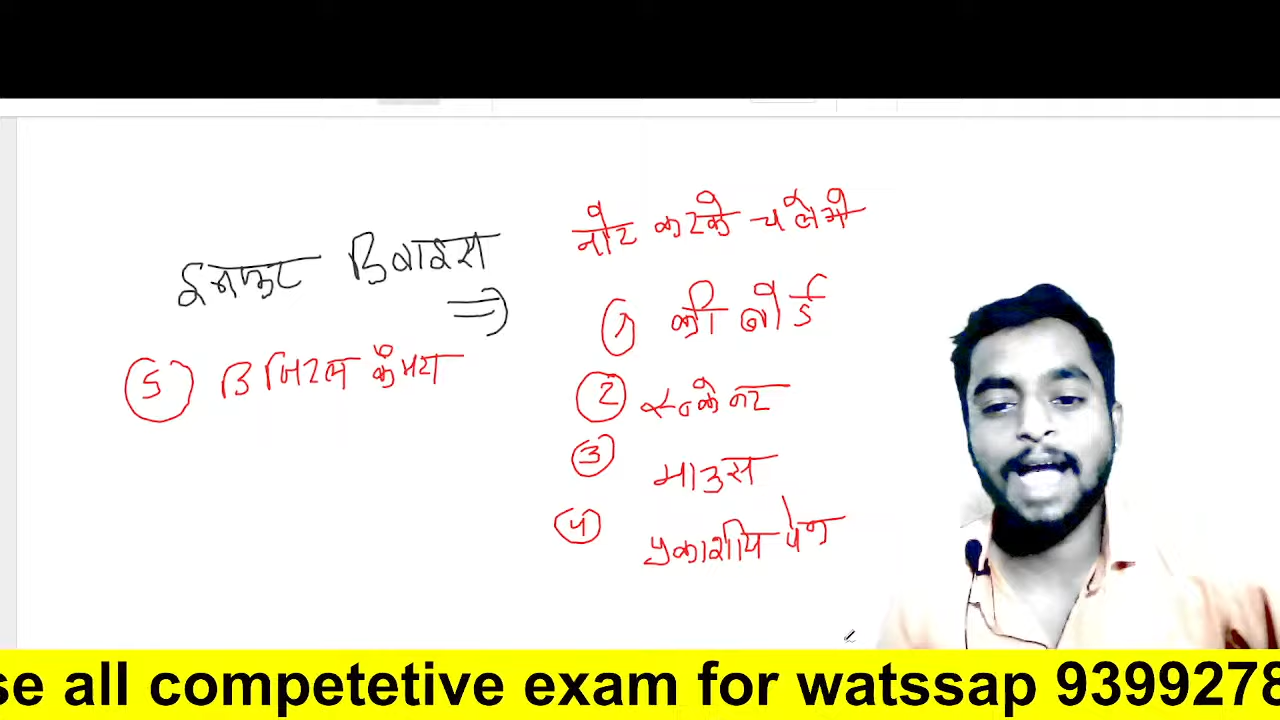 नोट करके चलेगे
इनपुट डिवाइस
⇒
① की बोर्ड
⑤ डिजिटल कैमरा
② स्कैनर
③ माउस
④ प्रकाशीय पेन
se all competetive exam for watssap 9399278